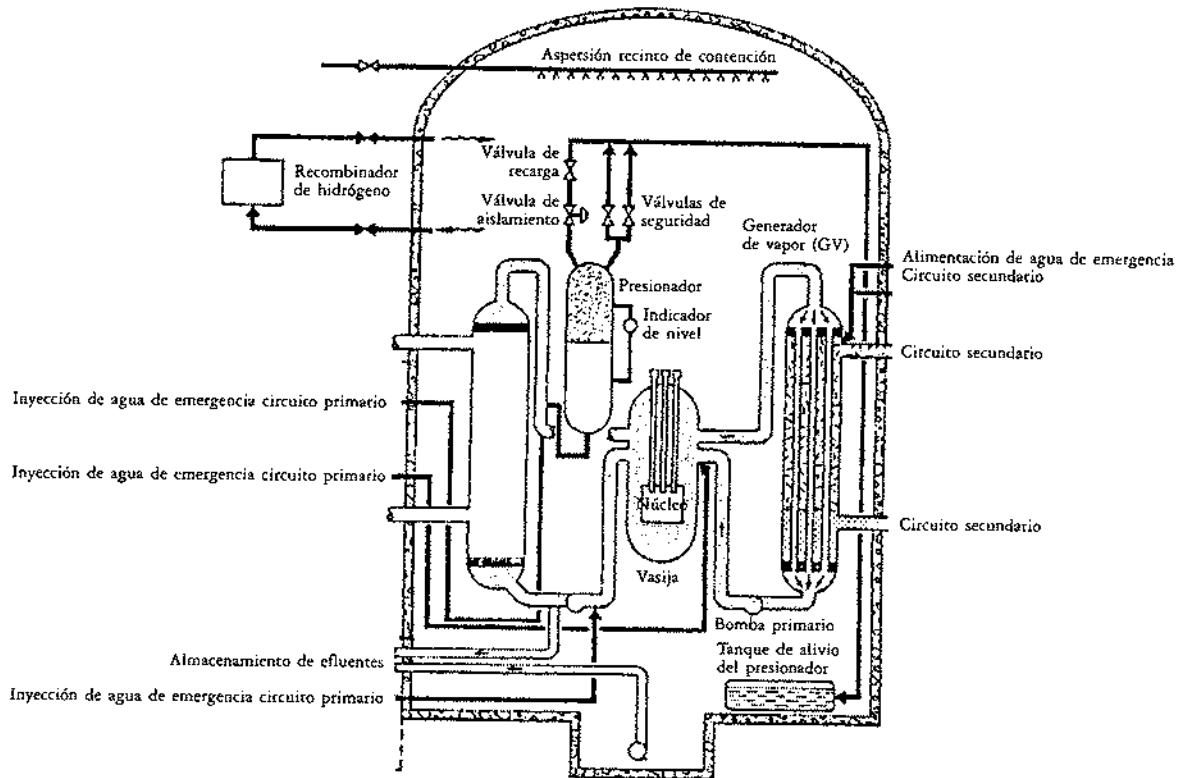 Aspersión recinto de contención
Válvula de
recarga
Recombinador
de hidrógeno
Válvula de
aislamiento
Válvulas de
seguridad
Generador
de vapor (GV)
Alimentación de agua de emergencia
Circuito secundario
Presionador
Indicador
de nivel
Circuito secundario
Inyección de agua de emergencia circuito primario
Inyección de agua de emergencia circuito primario
Núcleo
Circuito secundario
Vasija
Bomba primario
Almacenamiento de efluentes
Tanque de alivio
del presionador
Inyección de agua de emergencia circuito primario